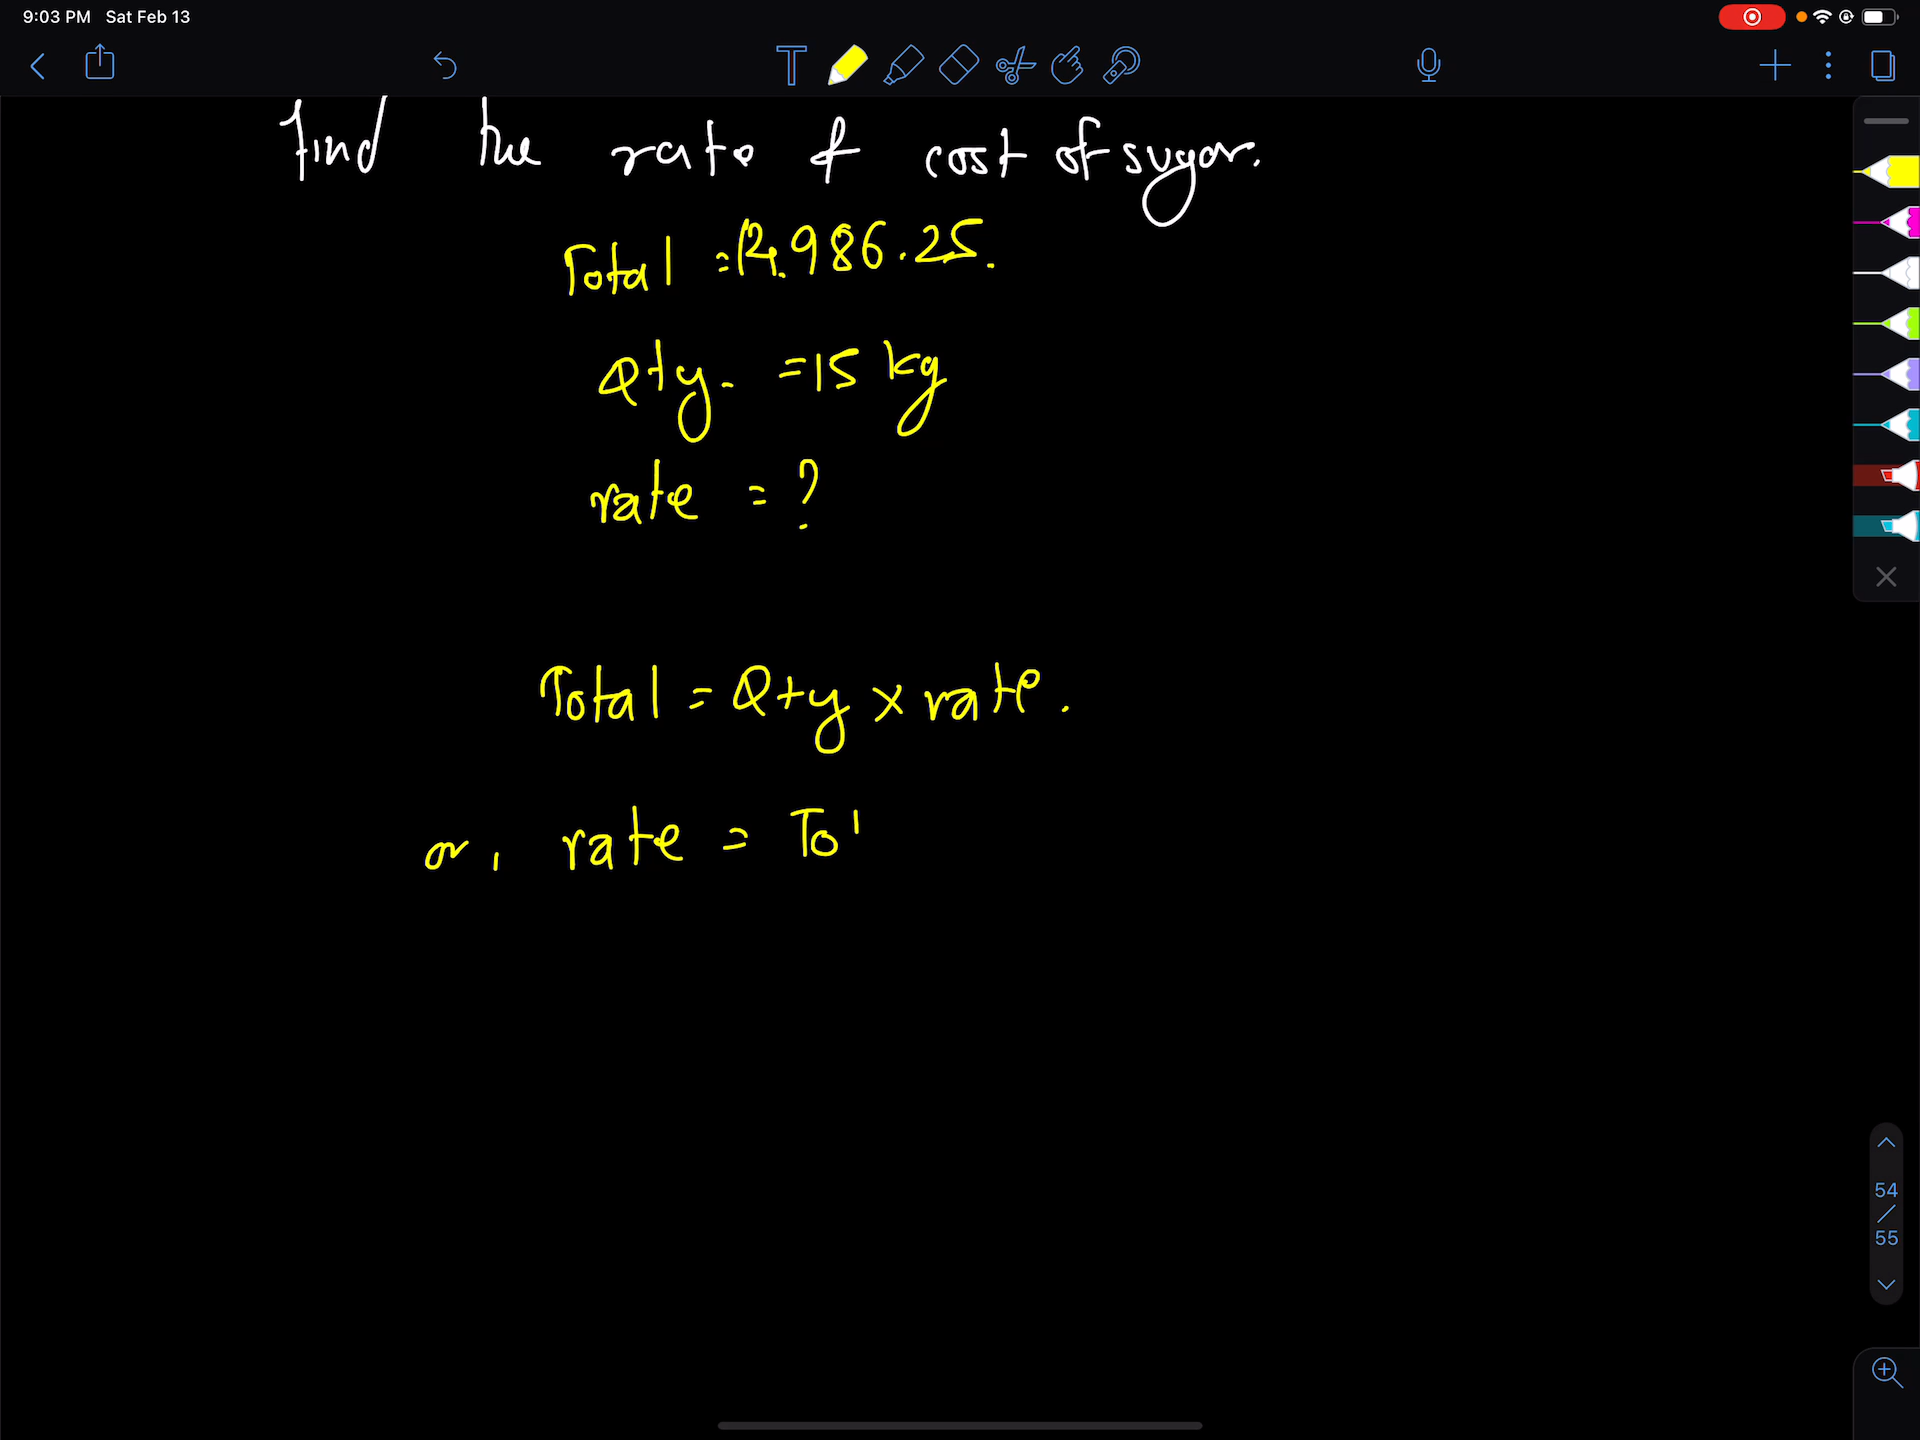 9:03 PM Sat Feb 13
T
find the rate of cost of sugar.
Total = 986.25.
Qty. = 15 kg
rate = ?
Total = Qty x rate.
or, rate = To
54
/
55